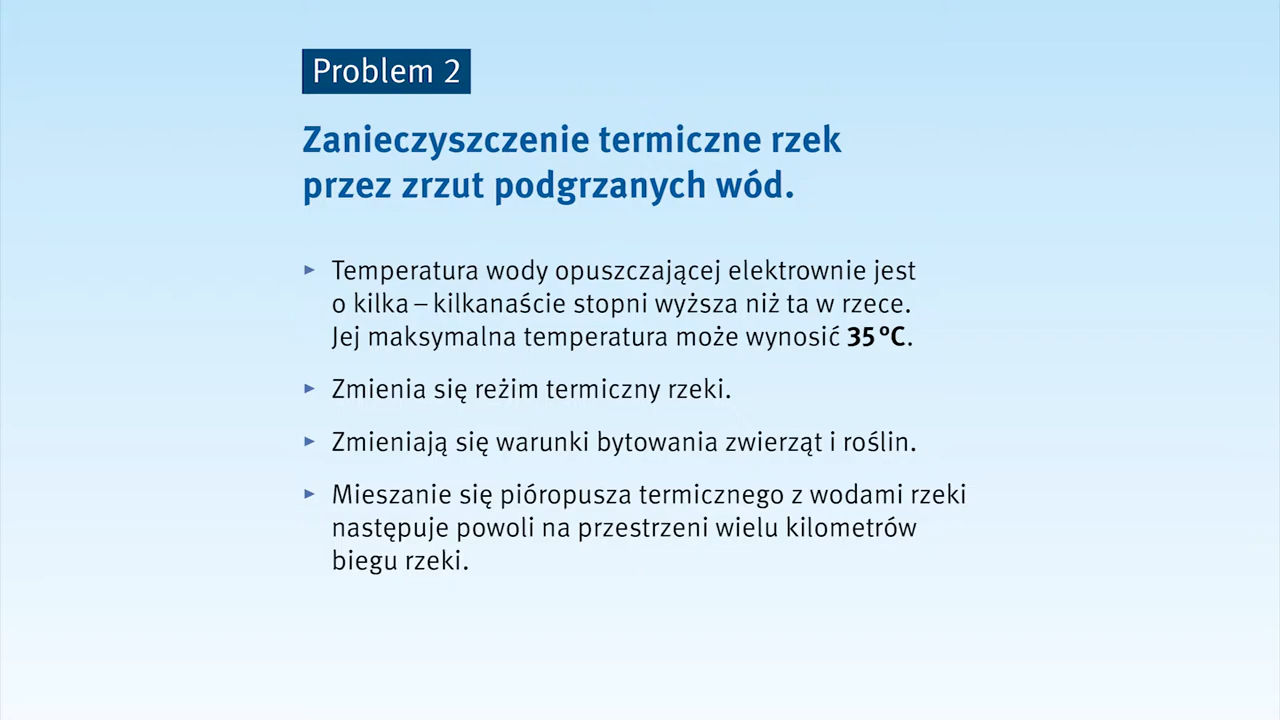 Problem 2
Zanieczyszczenie termiczne rzek
przez zrzut podgrzanych wód.
▸ Temperatura wody opuszczającej elektrownie jest
o kilka – kilkanaście stopni wyższa niż ta w rzece.
Jej maksymalna temperatura może wynosić 35 °C.
▸ Zmienia się reżim termiczny rzeki.
▸ Zmieniają się warunki bytowania zwierząt i roślin.
▸ Mieszanie się pióropusza termicznego z wodami rzeki
następuje powoli na przestrzeni wielu kilometrów
biegu rzeki.